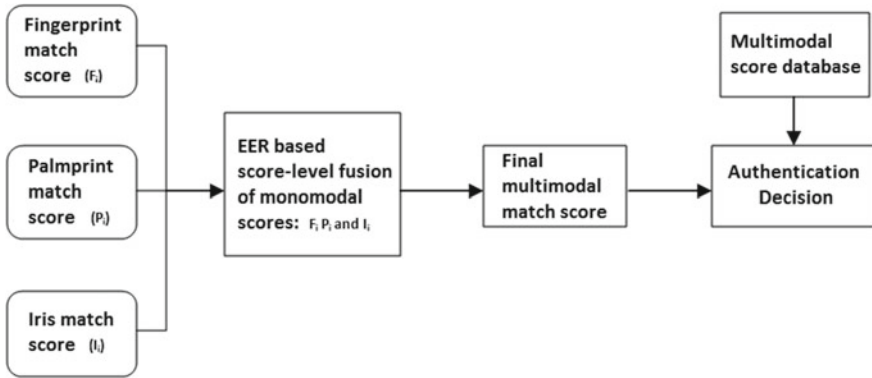 Fingerprint
match
score (Fᵢ)
Palmprint
match
score (Pᵢ)
Iris match
score (Iᵢ)
EER based
score-level fusion
of monomodal
scores: Fᵢ Pᵢ and Iᵢ
Final
multimodal
match score
Multimodal
score database
Authentication
Decision